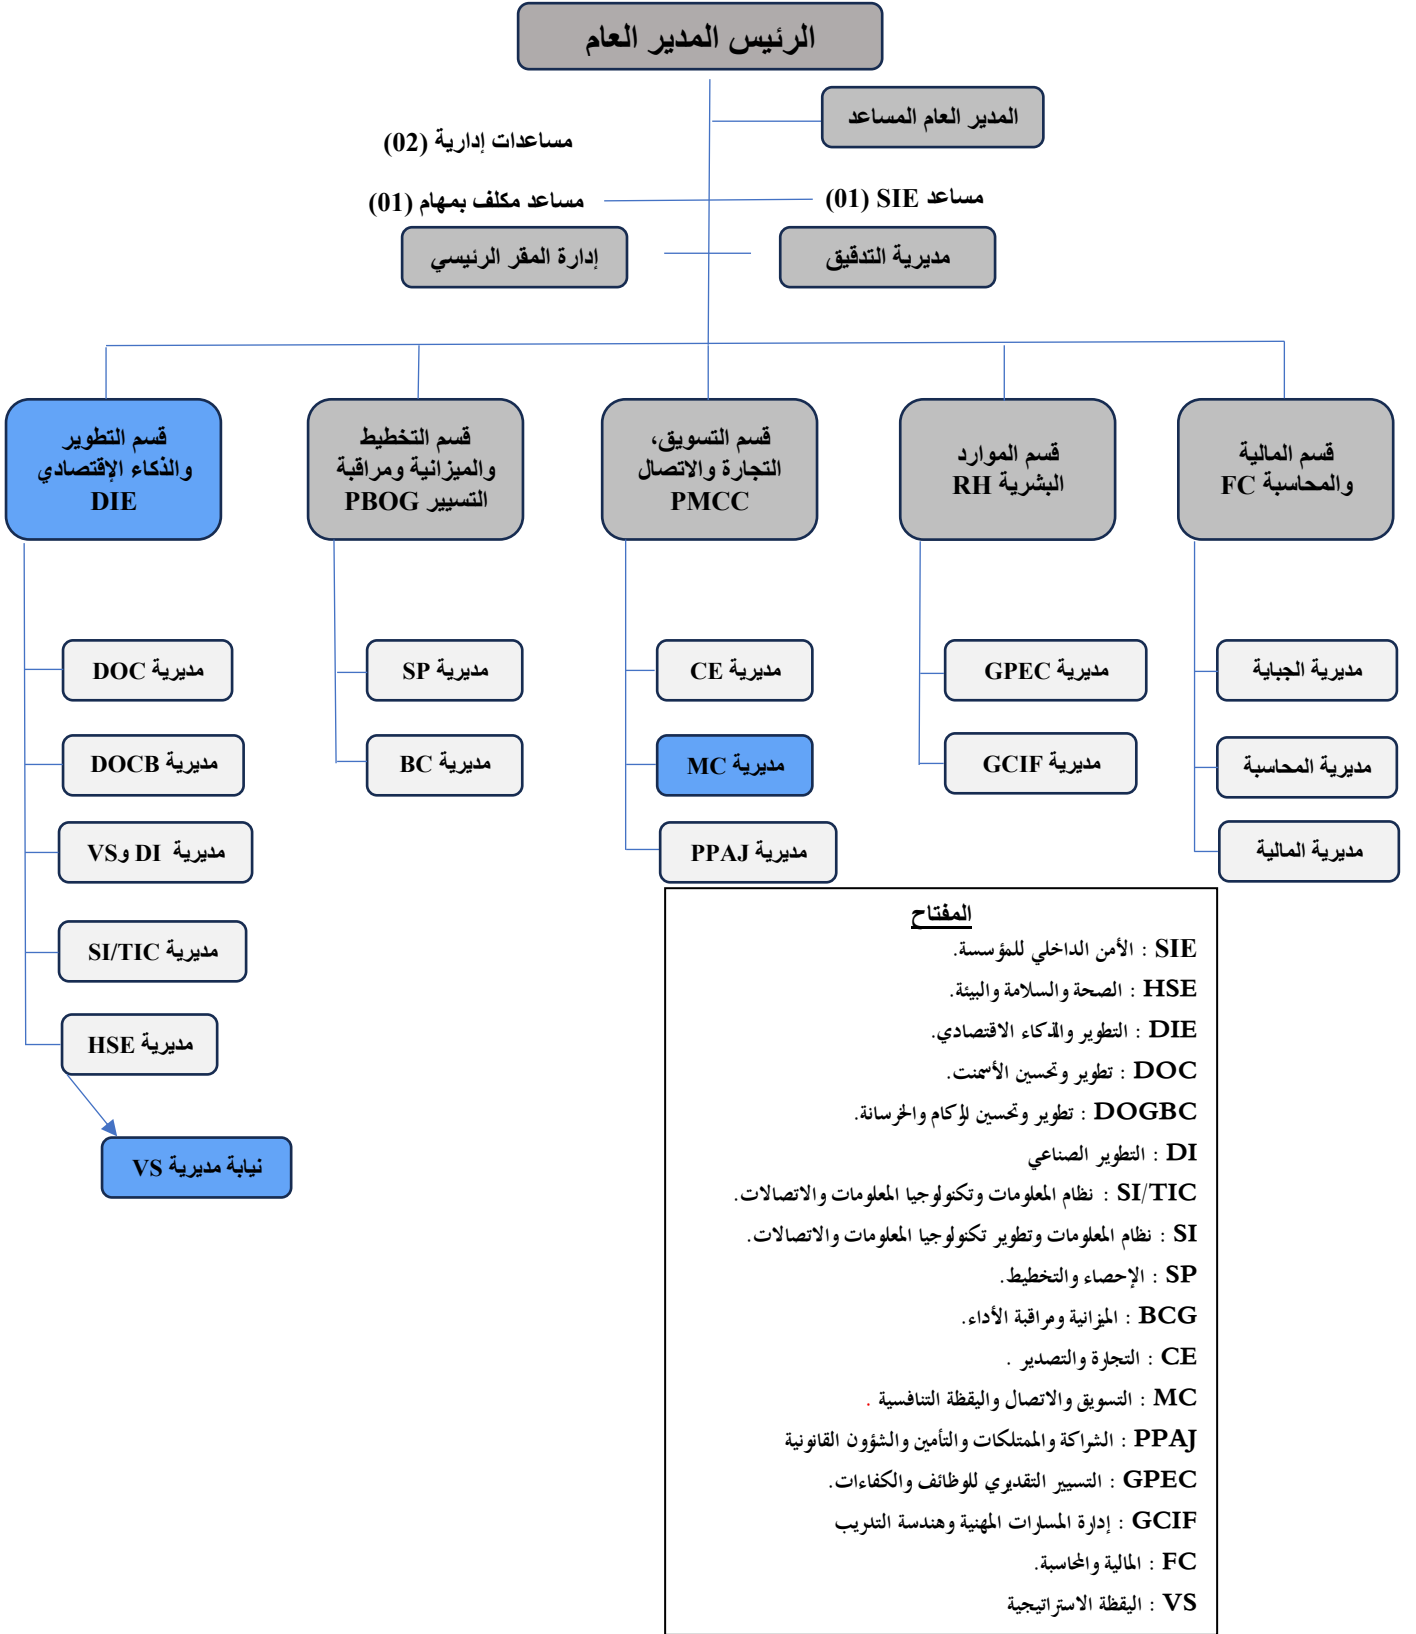 الرئيس المدير العام
المدير العام المساعد
مساعدات إدارية (02)
مساعد SIE (01)
مساعد مكلف بمهام (01)
مديرية التدقيق
إدارة المقر الرئيسي
قسم المالية
والمحاسبة FC
قسم الموارد
البشرية RH
قسم التسويق،
التجارة والاتصال
PMCC
قسم التخطيط
والميزانية ومراقبة
التسيير PBOG
قسم التطوير
والذكاء الإقتصادي
DIE
مديرية الجباية
مديرية المحاسبة
مديرية المالية
مديرية GPEC
مديرية GCIF
مديرية CE
مديرية MC
مديرية PPAJ
مديرية SP
مديرية BC
مديرية DOC
مديرية DOCB
مديرية DI وVS
مديرية SI/TIC
مديرية HSE
نيابة مديرية VS
المفتاح
SIE : الأمن الداخلي للمؤسسة.
HSE : الصحة والسلامة والبيئة.
DIE : التطوير والذكاء الاقتصادي.
DOC : تطوير وتحسين الأسمنت.
DOGBC : تطوير وتحسين الركام والخرسانة.
DI : التطوير الصناعي
SI/TIC : نظام المعلومات وتكنولوجيا المعلومات والاتصالات.
SI : نظام المعلومات وتطوير تكنولوجيا المعلومات والاتصالات.
SP : الإحصاء والتخطيط.
BCG : الميزانية ومراقبة الأداء.
CE : التجارة والتصدير .
MC : التسويق والاتصال واليقظة التنافسية .
PPAJ : الشراكة والممتلكات والتأمين والشؤون القانونية
GPEC : التسيير التقديري للوظائف والكفاءات.
GCIF : إدارة المسارات المهنية وهندسة التدريب
FC : المالية والمحاسبة.
VS : اليقظة الاستراتيجية